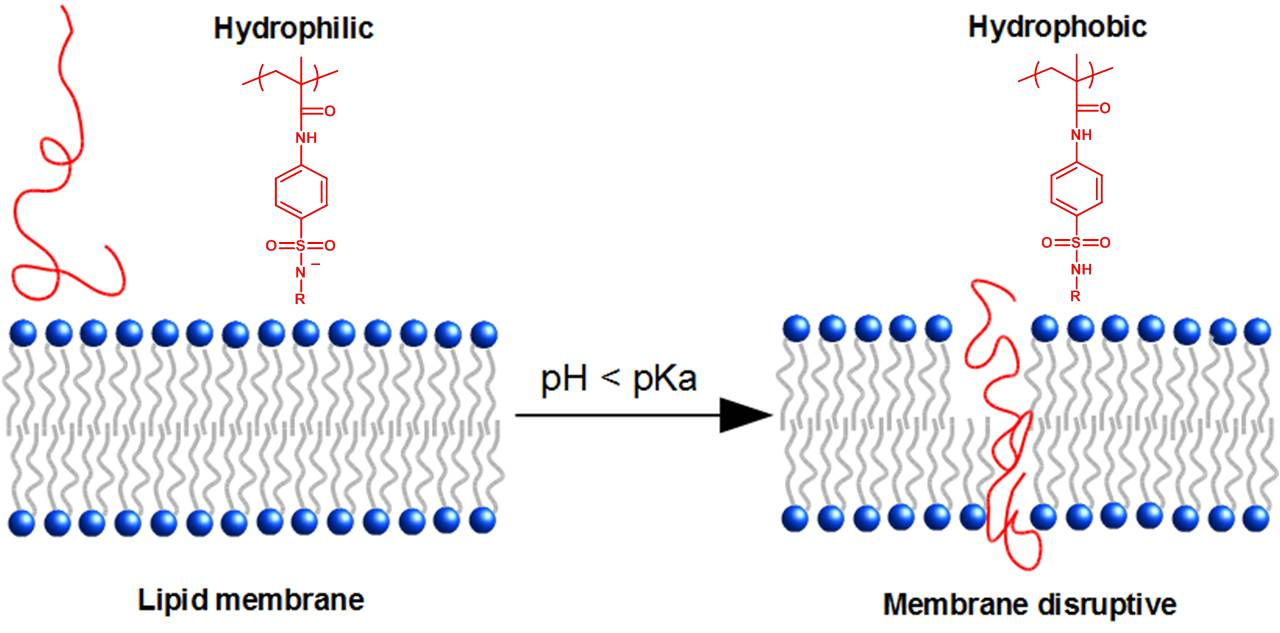 Hydrophilic
Hydrophobic
O
NH
O=S=O
N –
R
O
NH
O=S=O
NH
R
pH < pKa
Lipid membrane
Membrane disruptive